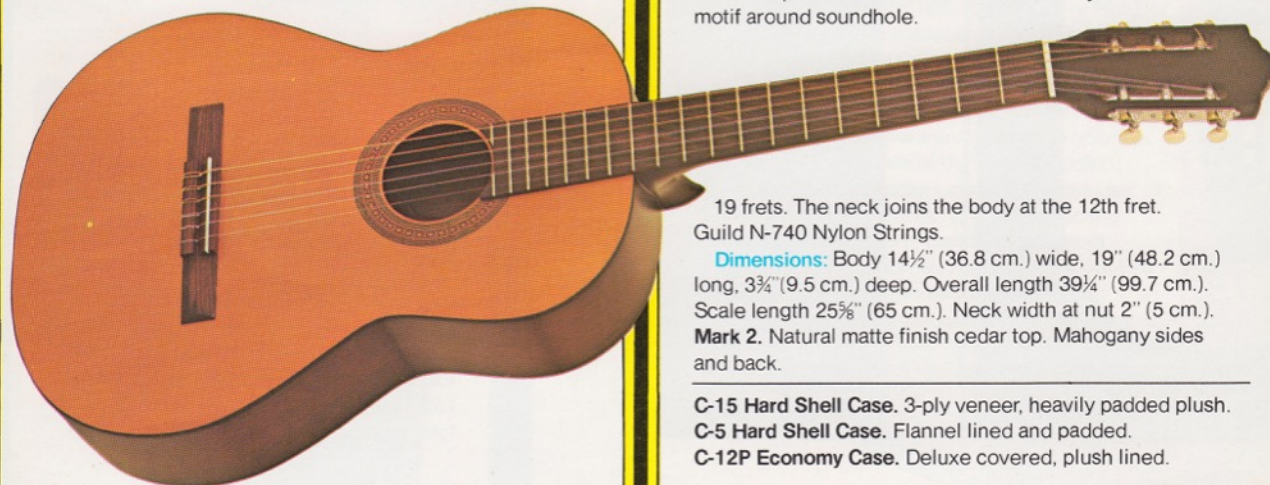 motif around soundhole.
19 frets. The neck joins the body at the 12th fret.
Guild N-740 Nylon Strings.
Dimensions: Body 14½" (36.8 cm.) wide, 19" (48.2 cm.)
long, 3¾"(9.5 cm.) deep. Overall length 39¼" (99.7 cm.).
Scale length 25⅝" (65 cm.). Neck width at nut 2" (5 cm.).
Mark 2. Natural matte finish cedar top. Mahogany sides
and back.
C-15 Hard Shell Case. 3-ply veneer, heavily padded plush.
C-5 Hard Shell Case. Flannel lined and padded.
C-12P Economy Case. Deluxe covered, plush lined.